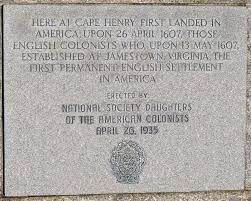 HERE AT CAPE HENRY FIRST LANDED IN
AMERICA, UPON 26 APRIL 1607, THOSE
ENGLISH COLONISTS WHO, UPON 13 MAY 1607,
ESTABLISHED AT JAMESTOWN, VIRGINIA, THE
FIRST PERMANENT ENGLISH SETTLEMENT
IN AMERICA
ERECTED BY
NATIONAL SOCIETY DAUGHTERS
OF THE AMERICAN COLONISTS
APRIL 26, 1935